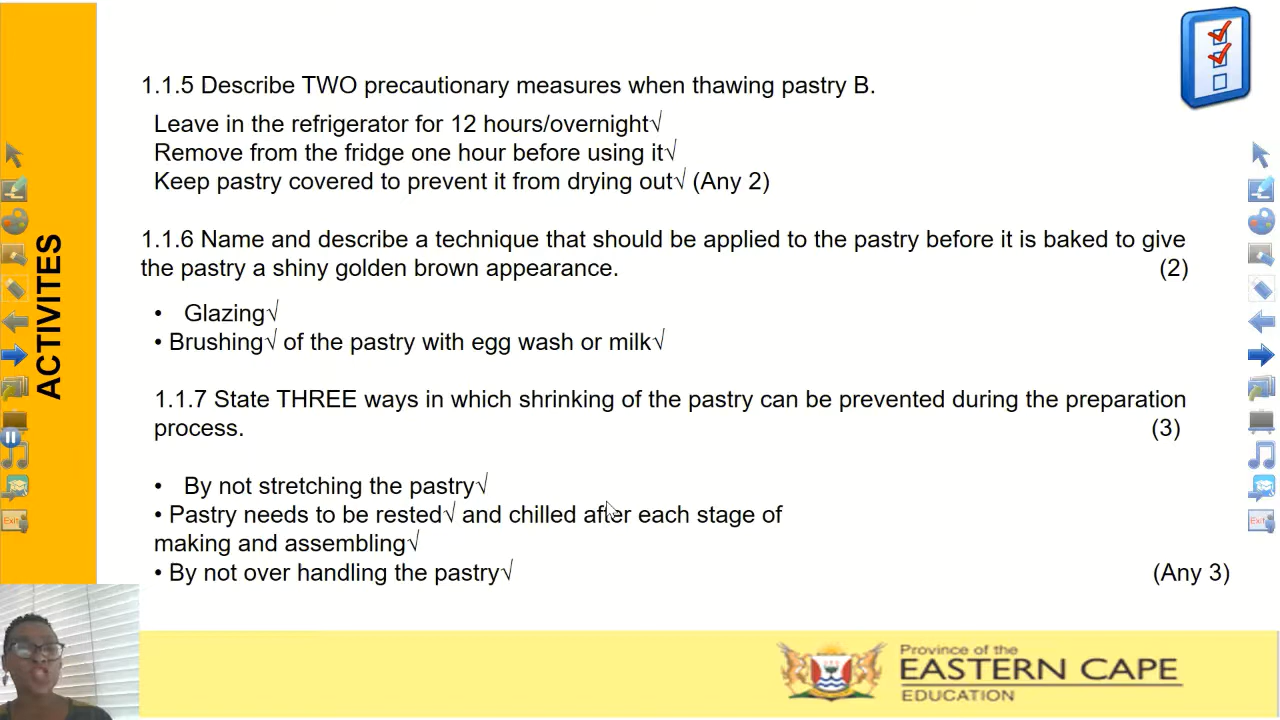 ACTIVITES
1.1.5 Describe TWO precautionary measures when thawing pastry B.
Leave in the refrigerator for 12 hours/overnight√
Remove from the fridge one hour before using it√
Keep pastry covered to prevent it from drying out√ (Any 2)
1.1.6 Name and describe a technique that should be applied to the pastry before it is baked to give
the pastry a shiny golden brown appearance. (2)
• Glazing√
• Brushing√ of the pastry with egg wash or milk√
1.1.7 State THREE ways in which shrinking of the pastry can be prevented during the preparation
process. (3)
• By not stretching the pastry√
• Pastry needs to be rested√ and chilled after each stage of
making and assembling√
• By not over handling the pastry√ (Any 3)
Exit
Exit
Province of the
EASTERN CAPE
EDUCATION